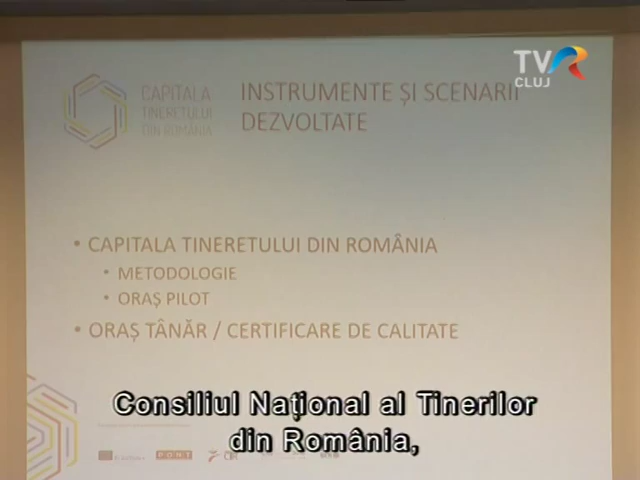 TVR
CLUJ
CAPITALA
TINERETULUI
DIN ROMÂNIA
INSTRUMENTE ȘI SCENARII
DEZVOLTATE
• CAPITALA TINERETULUI DIN ROMÂNIA
• METODOLOGIE
• ORAȘ PILOT
• ORAȘ TÂNĂR / CERTIFICARE DE CALITATE
Consiliul Naţional al Tinerilor
din România,
PONT